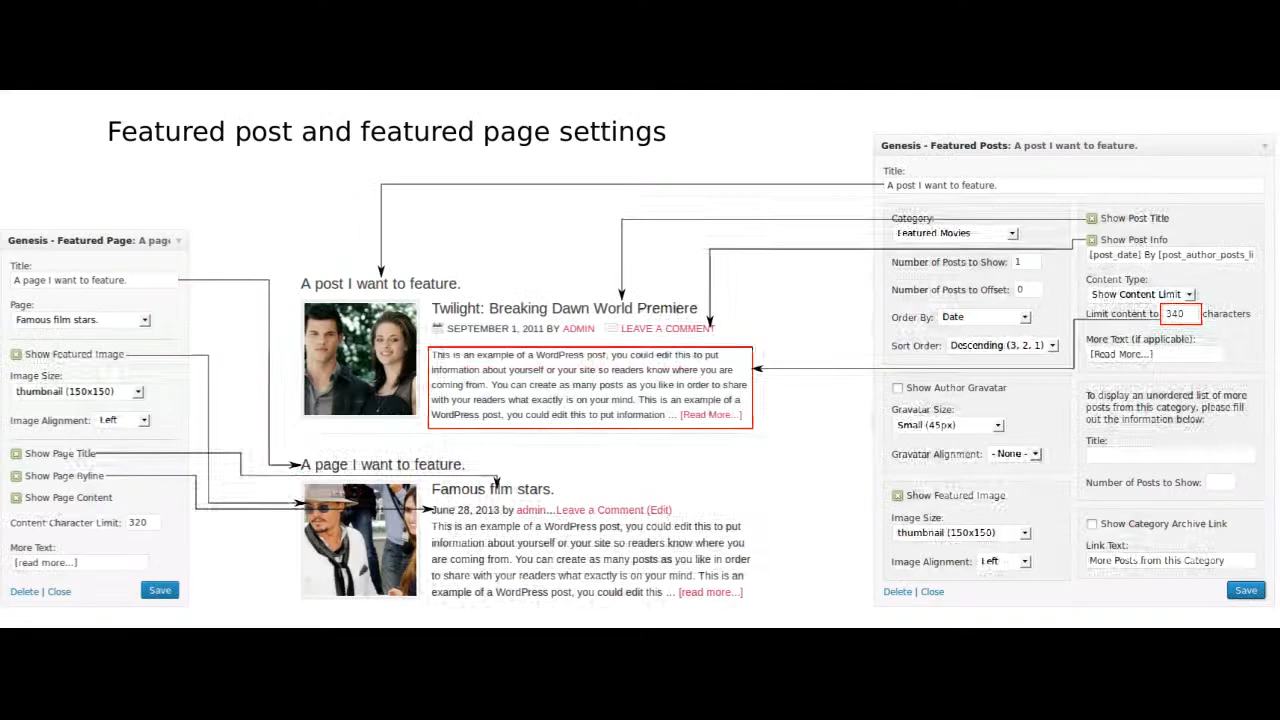 Featured post and featured page settings
Genesis - Featured Page: A page
Title:
A page I want to feature.
Page:
Famous film stars.
Show Featured Image
Image Size:
thumbnail (150x150)
Image Alignment: Left
Show Page Title
Show Page Byline
Show Page Content
Content Character Limit: 320
More Text:
[read more...]
Delete | Close
Save
A post I want to feature.
Twilight: Breaking Dawn World Premiere
SEPTEMBER 1, 2011 BY ADMIN LEAVE A COMMENT
This is an example of a WordPress post, you could edit this to put
information about yourself or your site so readers know where you are
coming from. You can create as many posts as you like in order to share
with your readers what exactly is on your mind. This is an example of a
WordPress post, you could edit this to put information ... [Read More...]
A page I want to feature.
Famous film stars.
June 28, 2013 by admin...Leave a Comment (Edit)
This is an example of a WordPress post, you could edit this to put
information about yourself or your site so readers know where you
are coming from. You can create as many posts as you like in order
to share with your readers what exactly is on your mind. This is an
example of a WordPress post, you could edit this ... [read more...]
Genesis - Featured Posts: A post I want to feature.
Title:
A post I want to feature.
Category:
Featured Movies
Number of Posts to Show: 1
Number of Posts to Offset: 0
Order By: Date
Sort Order: Descending (3, 2, 1)
Show Author Gravatar
Gravatar Size:
Small (45px)
Gravatar Alignment: - None -
Show Featured Image
Image Size:
thumbnail (150x150)
Image Alignment: Left
Delete | Close
Show Post Title
Show Post Info
[post_date] By [post_author_posts_li
Content Type:
Show Content Limit
Limit content to 340 characters
More Text (if applicable):
[Read More...]
To display an unordered list of more
posts from this category, please fill
out the information below:
Title:
Number of Posts to Show:
Show Category Archive Link
Link Text:
More Posts from this Category
Save